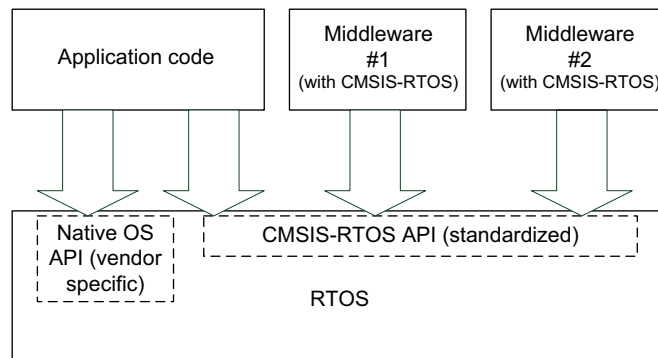 Application code
Middleware
#1
(with CMSIS-RTOS)
Middleware
#2
(with CMSIS-RTOS)
Native OS
API (vendor
specific)
CMSIS-RTOS API (standardized)
RTOS